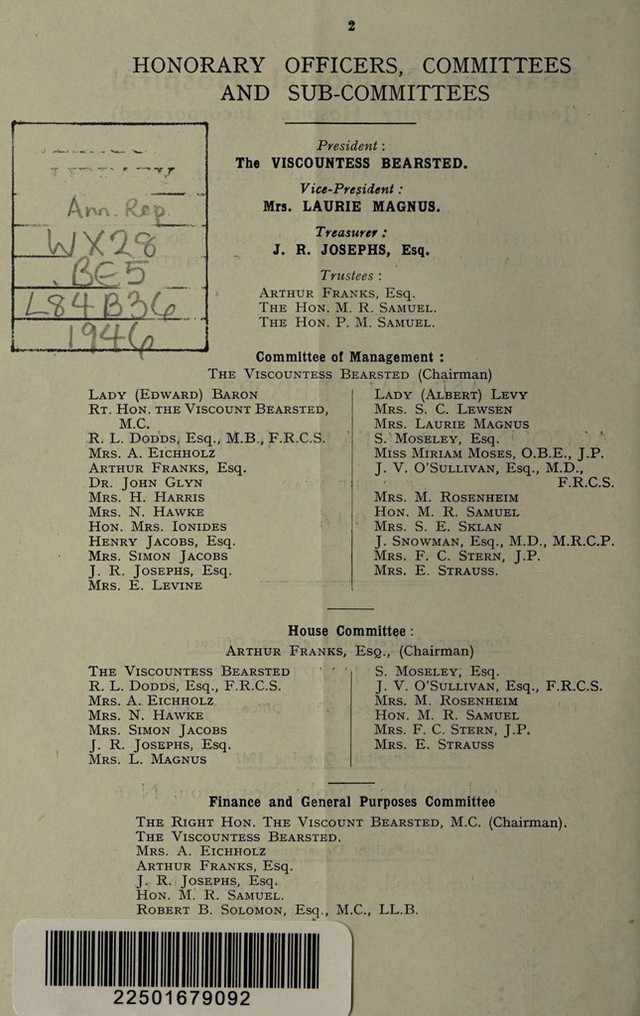 2
HONORARY OFFICERS, COMMITTEES
AND SUB-COMMITTEES
Ann. Rep.
WX28
.BE5
L84B36
1946
President :
The VISCOUNTESS BEARSTED.
Vice-President :
Mrs. LAURIE MAGNUS.
Treasurer :
J. R. JOSEPHS, Esq.
Trustees :
ARTHUR FRANKS, ESQ.
THE HON. M. R. SAMUEL.
THE HON. P. M. SAMUEL.
Committee of Management :
THE VISCOUNTESS BEARSTED (Chairman)
LADY (EDWARD) BARON
RT. HON. THE VISCOUNT BEARSTED,
M.C.
R. L. DODDS, Esq., M.B., F.R.C.S.
MRS. A. EICHHOLZ
ARTHUR FRANKS, Esq.
DR. JOHN GLYN
MRS. H. HARRIS
MRS. N. HAWKE
HON. MRS. IONIDES
HENRY JACOBS, Esq.
MRS. SIMON JACOBS
J. R. JOSEPHS, Esq.
MRS. E. LEVINE
LADY (ALBERT) LEVY
MRS. S. C. LEWSEN
MRS. LAURIE MAGNUS
S. MOSELEY, Esq.
MISS MIRIAM MOSES, O.B.E., J.P.
J. V. O'SULLIVAN, Esq., M.D.,
F.R.C.S.
MRS. M. ROSENHEIM
HON. M. R. SAMUEL
MRS. S. E. SKLAN
J. SNOWMAN, Esq., M.D., M.R.C.P.
MRS. F. C. STERN, J.P.
MRS. E. STRAUSS.
House Committee :
ARTHUR FRANKS, ESQ., (Chairman)
THE VISCOUNTESS BEARSTED
R. L. DODDS, Esq., F.R.C.S.
MRS. A. EICHHOLZ
MRS. N. HAWKE
MRS. SIMON JACOBS
J. R. JOSEPHS, Esq.
MRS. L. MAGNUS
S. MOSELEY, Esq.
J. V. O'SULLIVAN, Esq., F.R.C.S.
MRS. M. ROSENHEIM
HON. M. R. SAMUEL
MRS. F. C. STERN, J.P.
MRS. E. STRAUSS
Finance and General Purposes Committee
THE RIGHT HON. THE VISCOUNT BEARSTED, M.C. (Chairman).
THE VISCOUNTESS BEARSTED.
MRS. A. EICHHOLZ
ARTHUR FRANKS, Esq.
J. R. JOSEPHS, Esq.
HON. M. R. SAMUEL.
ROBERT B. SOLOMON, Esq., M.C., LL.B.
22501679092